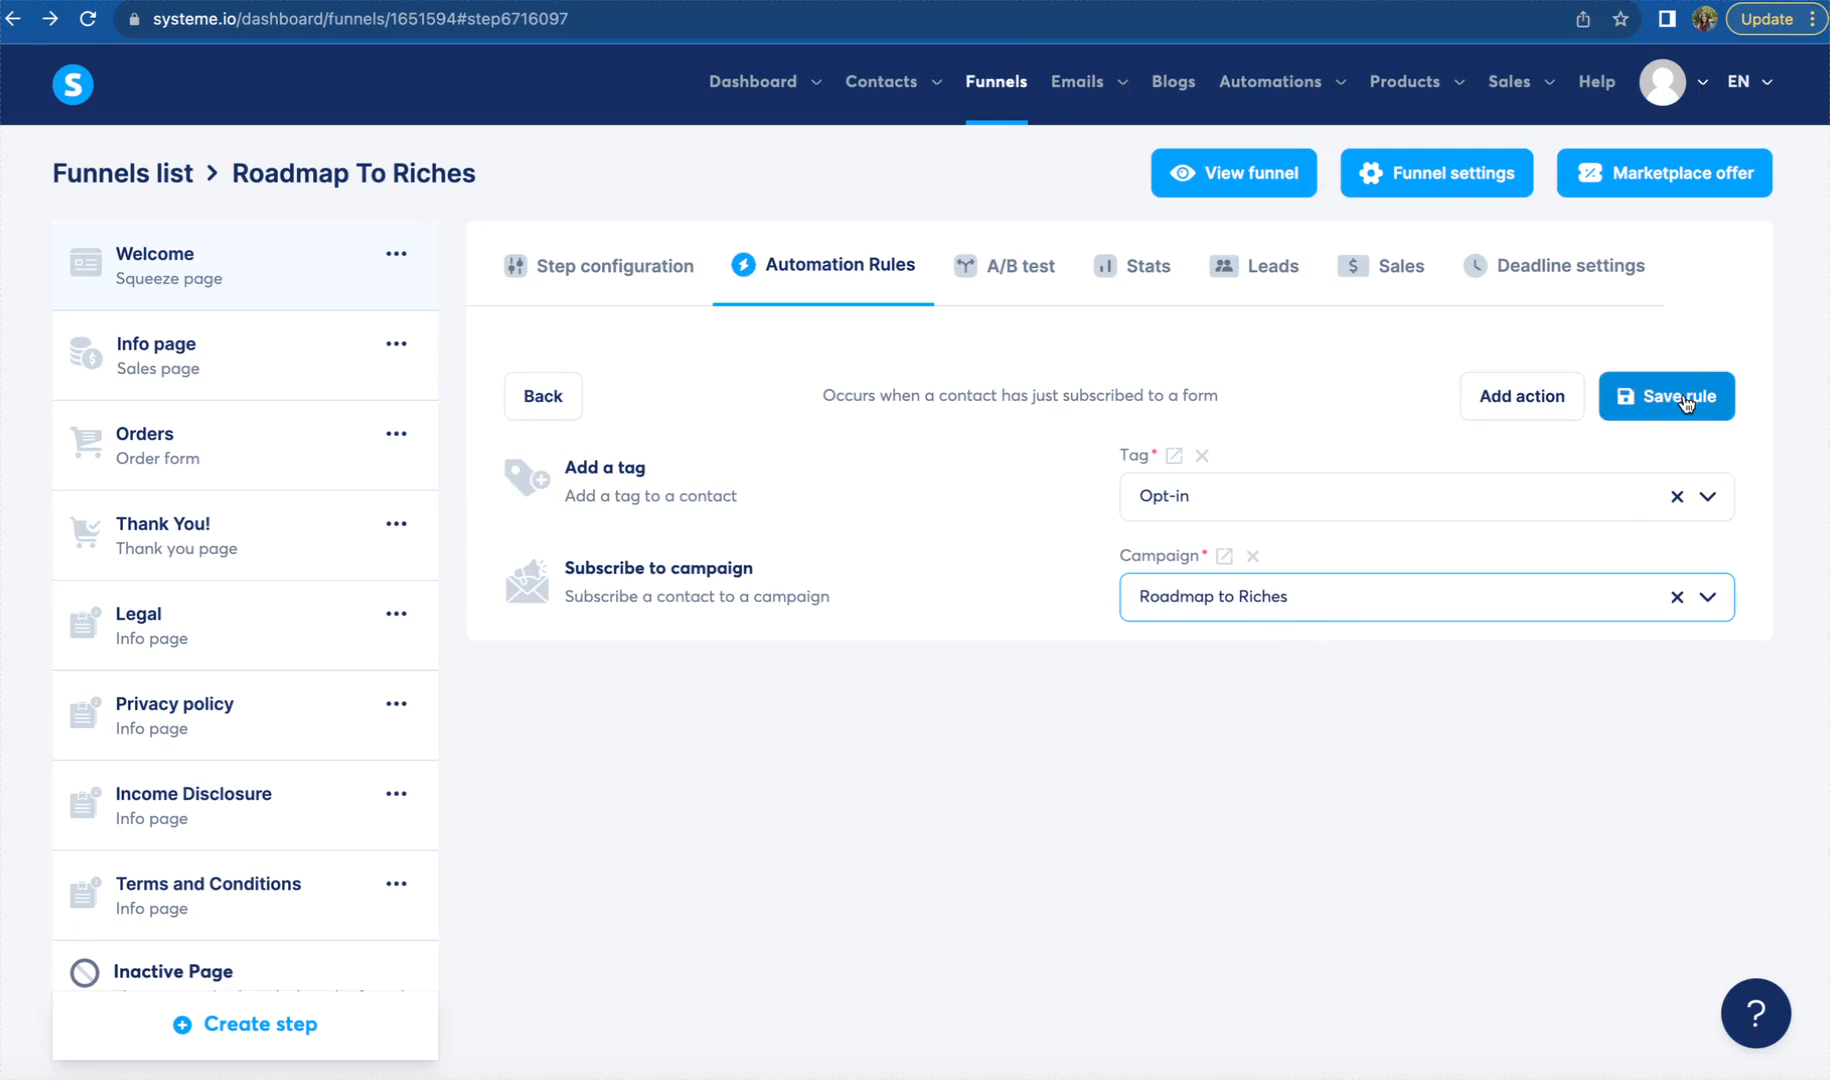 systeme.io/dashboard/funnels/1651594#step6716097
Update
S
Dashboard
Contacts
Funnels
Emails
Blogs
Automations
Products
Sales
Help
EN
Funnels list > Roadmap To Riches
View funnel
Funnel settings
Marketplace offer
Welcome
Squeeze page
Info page
Sales page
Orders
Order form
Thank You!
Thank you page
Legal
Info page
Privacy policy
Info page
Income Disclosure
Info page
Terms and Conditions
Info page
Inactive Page
Create step
Step configuration
Automation Rules
A/B test
Stats
Leads
Sales
Deadline settings
Back
Occurs when a contact has just subscribed to a form
Add action
Save rule
Add a tag
Add a tag to a contact
Tag*
Opt-in
Subscribe to campaign
Subscribe a contact to a campaign
Campaign*
Roadmap to Riches
?